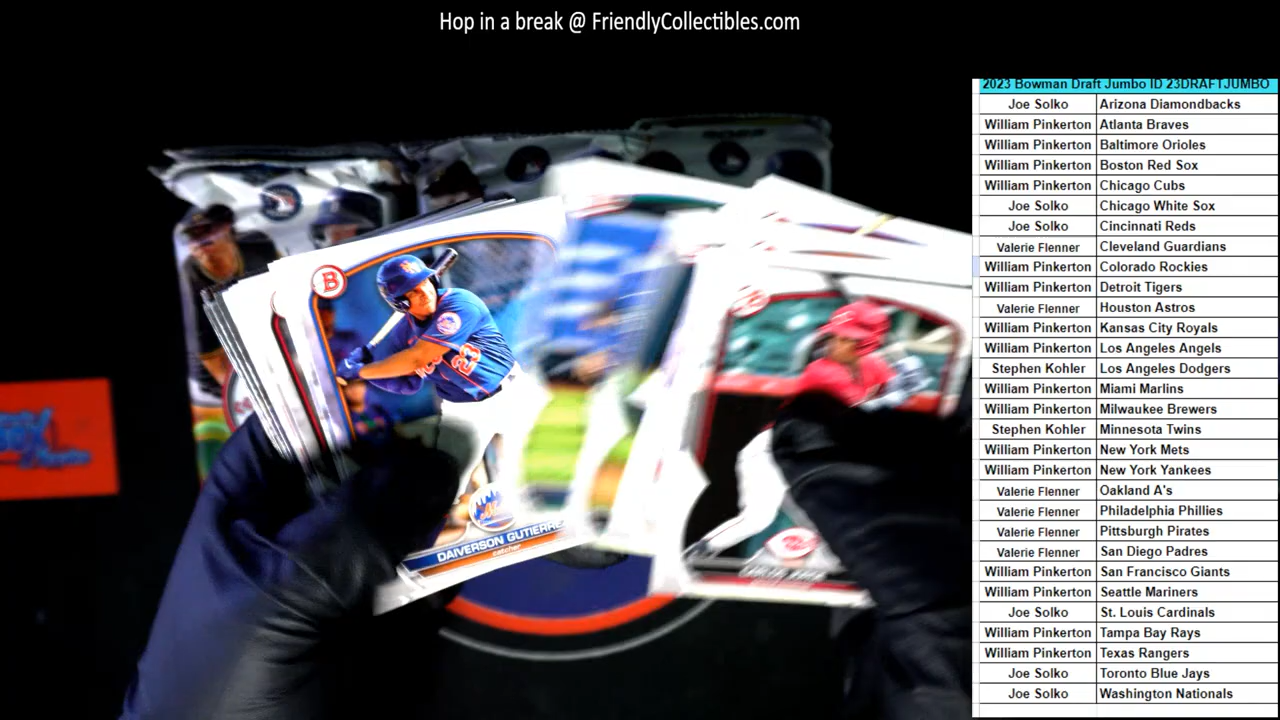 Hop in a break @ FriendlyCollectibles.com
2023 Bowman Draft Jumbo ID 23DRAFTJUMBO
Joe Solko Arizona Diamondbacks
William Pinkerton Atlanta Braves
William Pinkerton Baltimore Orioles
William Pinkerton Boston Red Sox
William Pinkerton Chicago Cubs
Joe Solko Chicago White Sox
Joe Solko Cincinnati Reds
Valerie Flenner Cleveland Guardians
William Pinkerton Colorado Rockies
William Pinkerton Detroit Tigers
Valerie Flenner Houston Astros
William Pinkerton Kansas City Royals
William Pinkerton Los Angeles Angels
Stephen Kohler Los Angeles Dodgers
William Pinkerton Miami Marlins
William Pinkerton Milwaukee Brewers
Stephen Kohler Minnesota Twins
William Pinkerton New York Mets
William Pinkerton New York Yankees
Valerie Flenner Oakland A's
Valerie Flenner Philadelphia Phillies
Valerie Flenner Pittsburgh Pirates
Valerie Flenner San Diego Padres
William Pinkerton San Francisco Giants
William Pinkerton Seattle Mariners
Joe Solko St. Louis Cardinals
William Pinkerton Tampa Bay Rays
William Pinkerton Texas Rangers
Joe Solko Toronto Blue Jays
Joe Solko Washington Nationals
B
23
DAIVERSON GUTIERRE
catcher